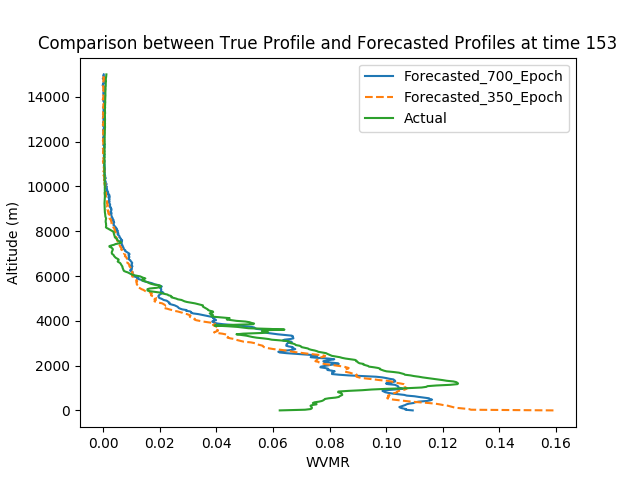 Comparison between True Profile and Forecasted Profiles at time 153
Forecasted_700_Epoch
Forecasted_350_Epoch
Actual
Altitude (m)
14000
12000
10000
8000
6000
4000
2000
0
0.00 0.02 0.04 0.06 0.08 0.10 0.12 0.14 0.16
WVMR